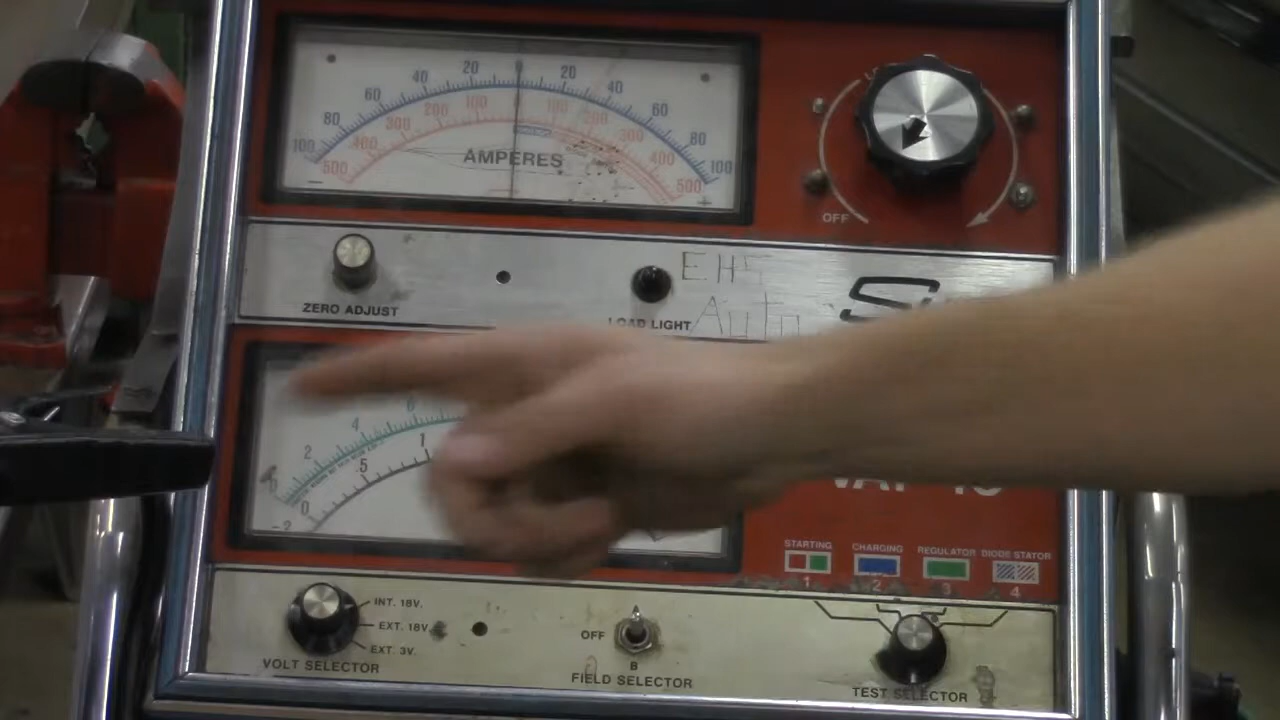 100 80 60 40 20 0 20 40 60 80 100
500 400 300 200 100 100 200 300 400 500
AMPERES
- +
OFF
ZERO ADJUST
LOAD LIGHT
EHS
Auto
2 4 6
0 .5 1
-2
STARTING CHARGING REGULATOR DIODE STATOR
1 2 3 4
INT. 18V.
EXT. 18V.
EXT. 3V.
VOLT SELECTOR
OFF
B
FIELD SELECTOR
TEST SELECTOR